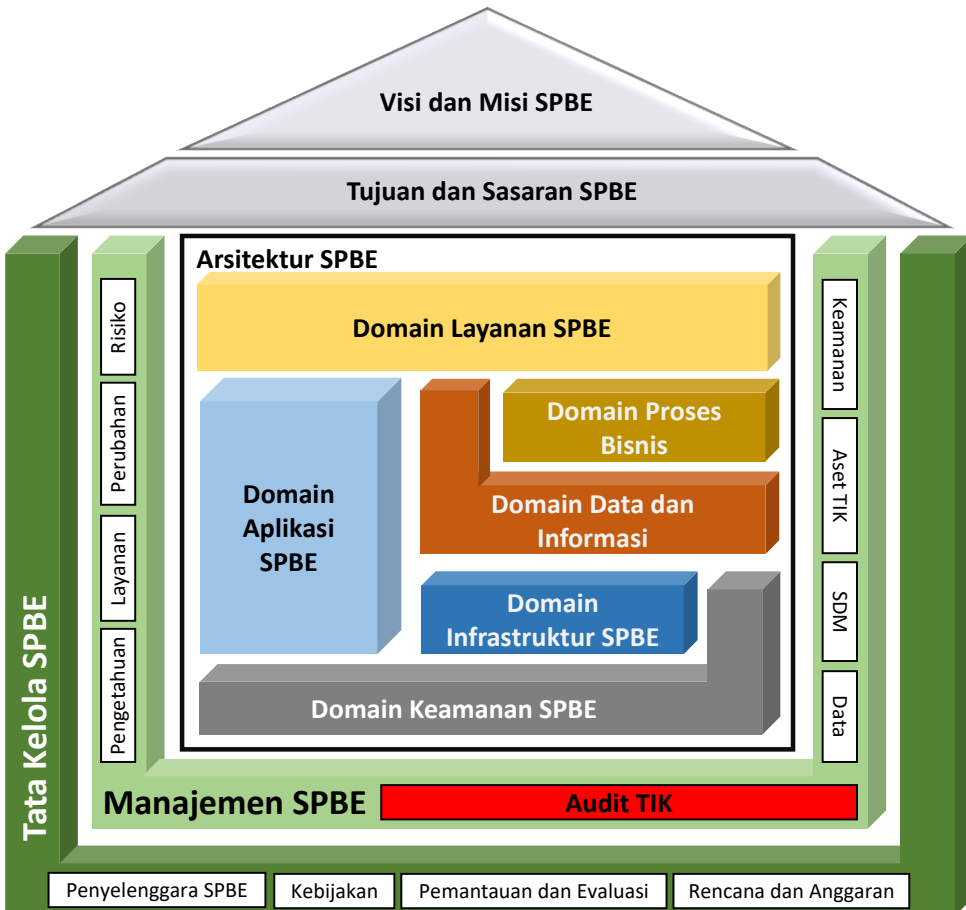 Visi dan Misi SPBE
Tujuan dan Sasaran SPBE
Arsitektur SPBE
Domain Layanan SPBE
Domain Aplikasi SPBE
Domain Proses
Bisnis
Domain Data dan
Informasi
Domain
Infrastruktur SPBE
Domain Keamanan SPBE
Risiko
Perubahan
Layanan
Pengetahuan
Keamanan
Aset TIK
SDM
Data
Manajemen SPBE
Audit TIK
Tata Kelola SPBE
Penyelenggara SPBE
Kebijakan
Pemantauan dan Evaluasi
Rencana dan Anggaran